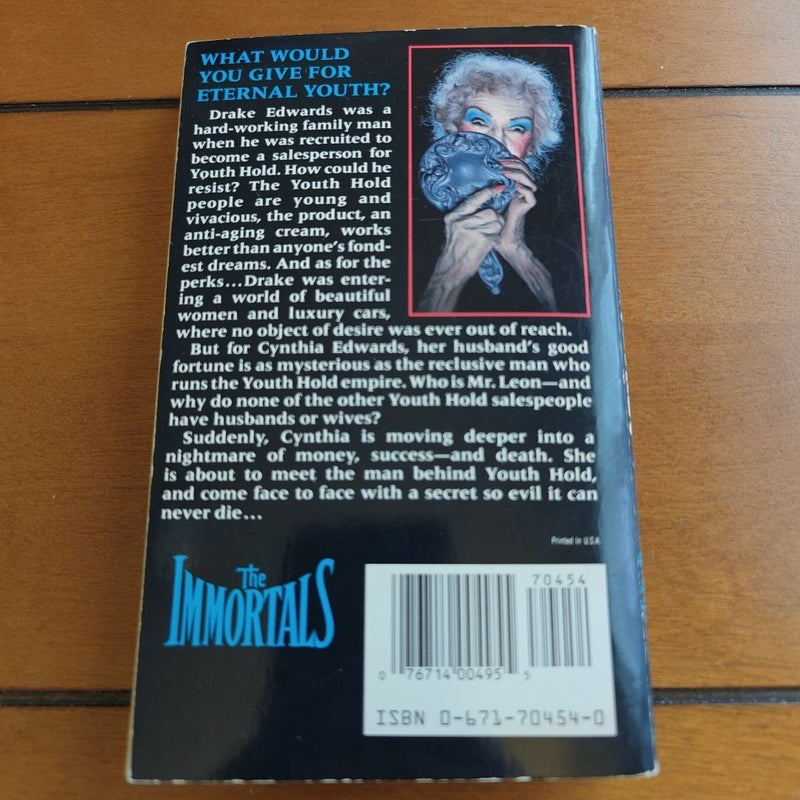 WHAT WOULD
YOU GIVE FOR
ETERNAL YOUTH?
Drake Edwards was a
hard-working family man
when he was recruited to
become a salesperson for
Youth Hold. How could he
resist? The Youth Hold
people are young and
vivacious, the product, an
anti-aging cream, works
better than anyone's fond-
est dreams. And as for the
perks...Drake was enter-
ing a world of beautiful
women and luxury cars,
where no object of desire was ever out of reach.
But for Cynthia Edwards, her husband's good
fortune is as mysterious as the reclusive man who
runs the Youth Hold empire. Who is Mr. Leon—and
why do none of the other Youth Hold salespeople
have husbands or wives?
Suddenly, Cynthia is moving deeper into a
nightmare of money, success—and death. She
is about to meet the man behind Youth Hold,
and come face to face with a secret so evil it can
never die...
Printed in U.S.A.
The
IMMORTALS
70454
0 76714 00495 5
ISBN 0-671-70454-0